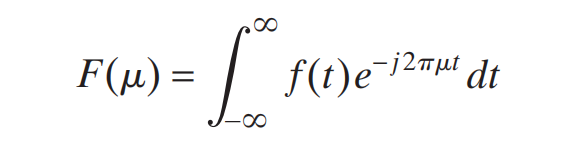 F(μ) = ∫_{-∞}^{∞} f(t)e^{-j2πμt} dt